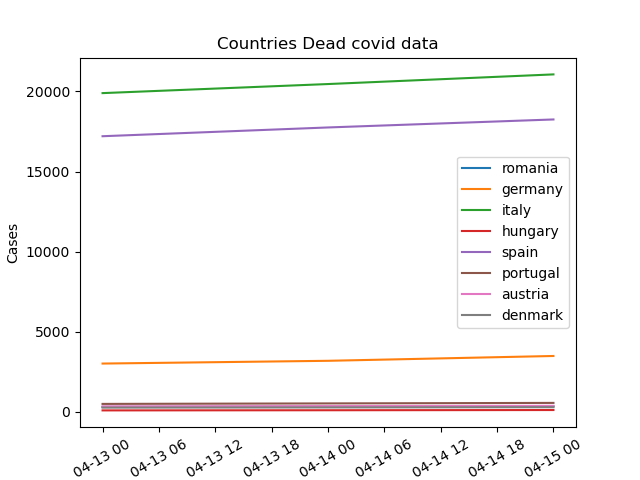 Countries Dead covid data
20000
15000
10000
5000
0
Cases
romania
germany
italy
hungary
spain
portugal
austria
denmark
04-13 00
04-13 06
04-13 12
04-13 18
04-14 00
04-14 06
04-14 12
04-14 18
04-15 00